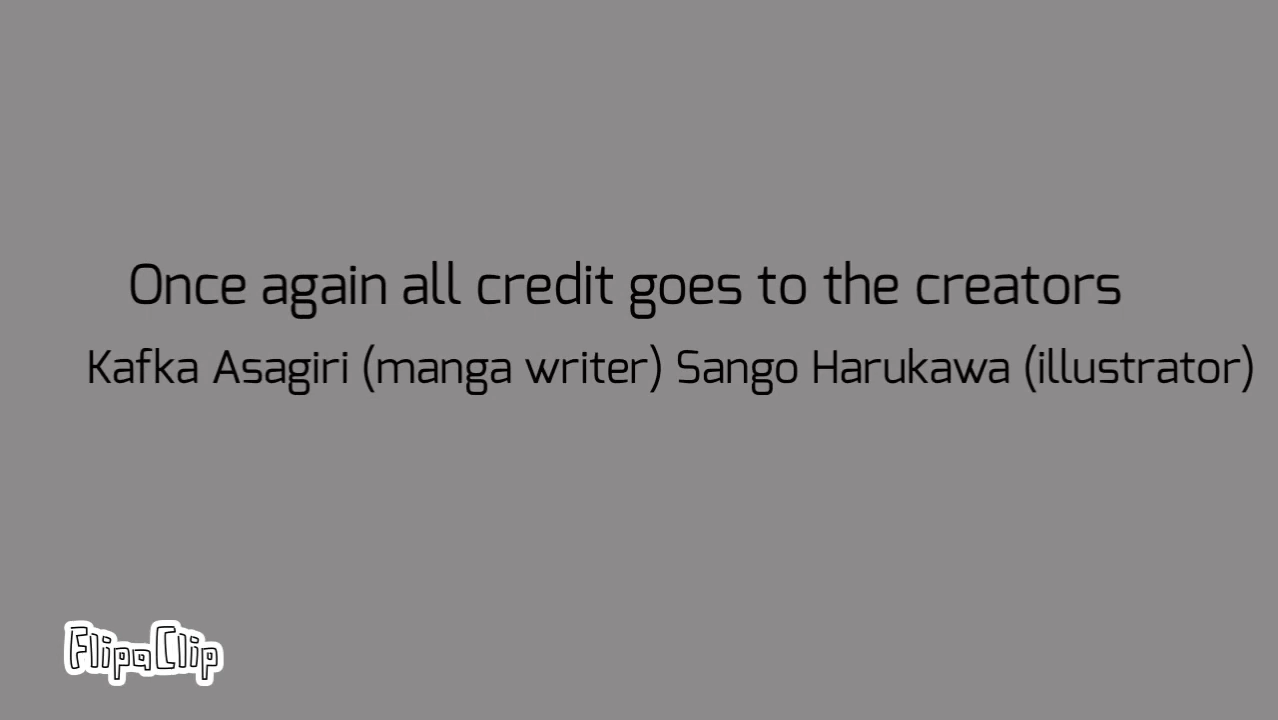 Once again all credit goes to the creators
Kafka Asagiri (manga writer) Sango Harukawa (illustrator)
FlipaClip